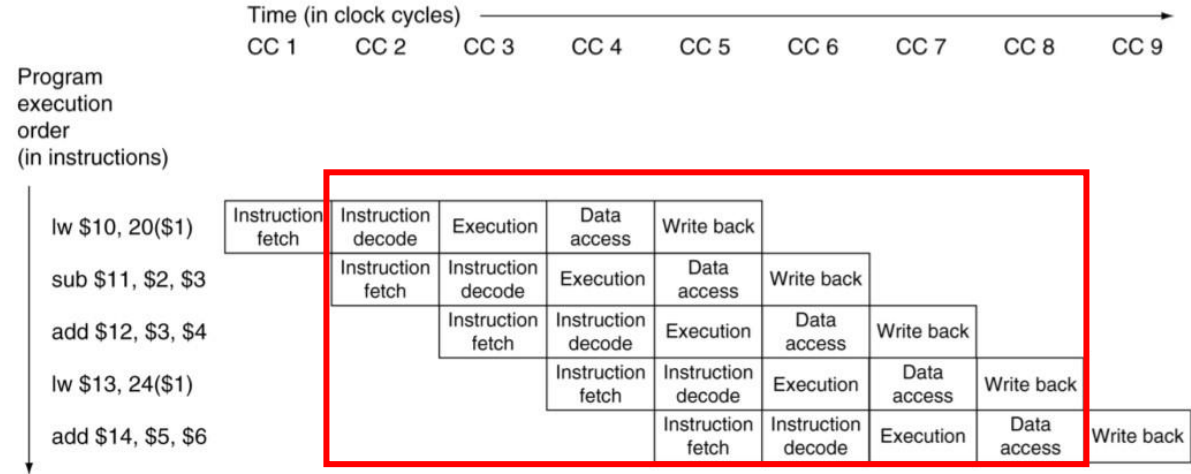 Time (in clock cycles)
CC 1 CC 2 CC 3 CC 4 CC 5 CC 6 CC 7 CC 8 CC 9
Program
execution
order
(in instructions)
lw $10, 20($1) Instruction fetch Instruction decode Execution Data access Write back
sub $11, $2, $3 Instruction fetch Instruction decode Execution Data access Write back
add $12, $3, $4 Instruction fetch Instruction decode Execution Data access Write back
lw $13, 24($1) Instruction fetch Instruction decode Execution Data access Write back
add $14, $5, $6 Instruction fetch Instruction decode Execution Data access Write back